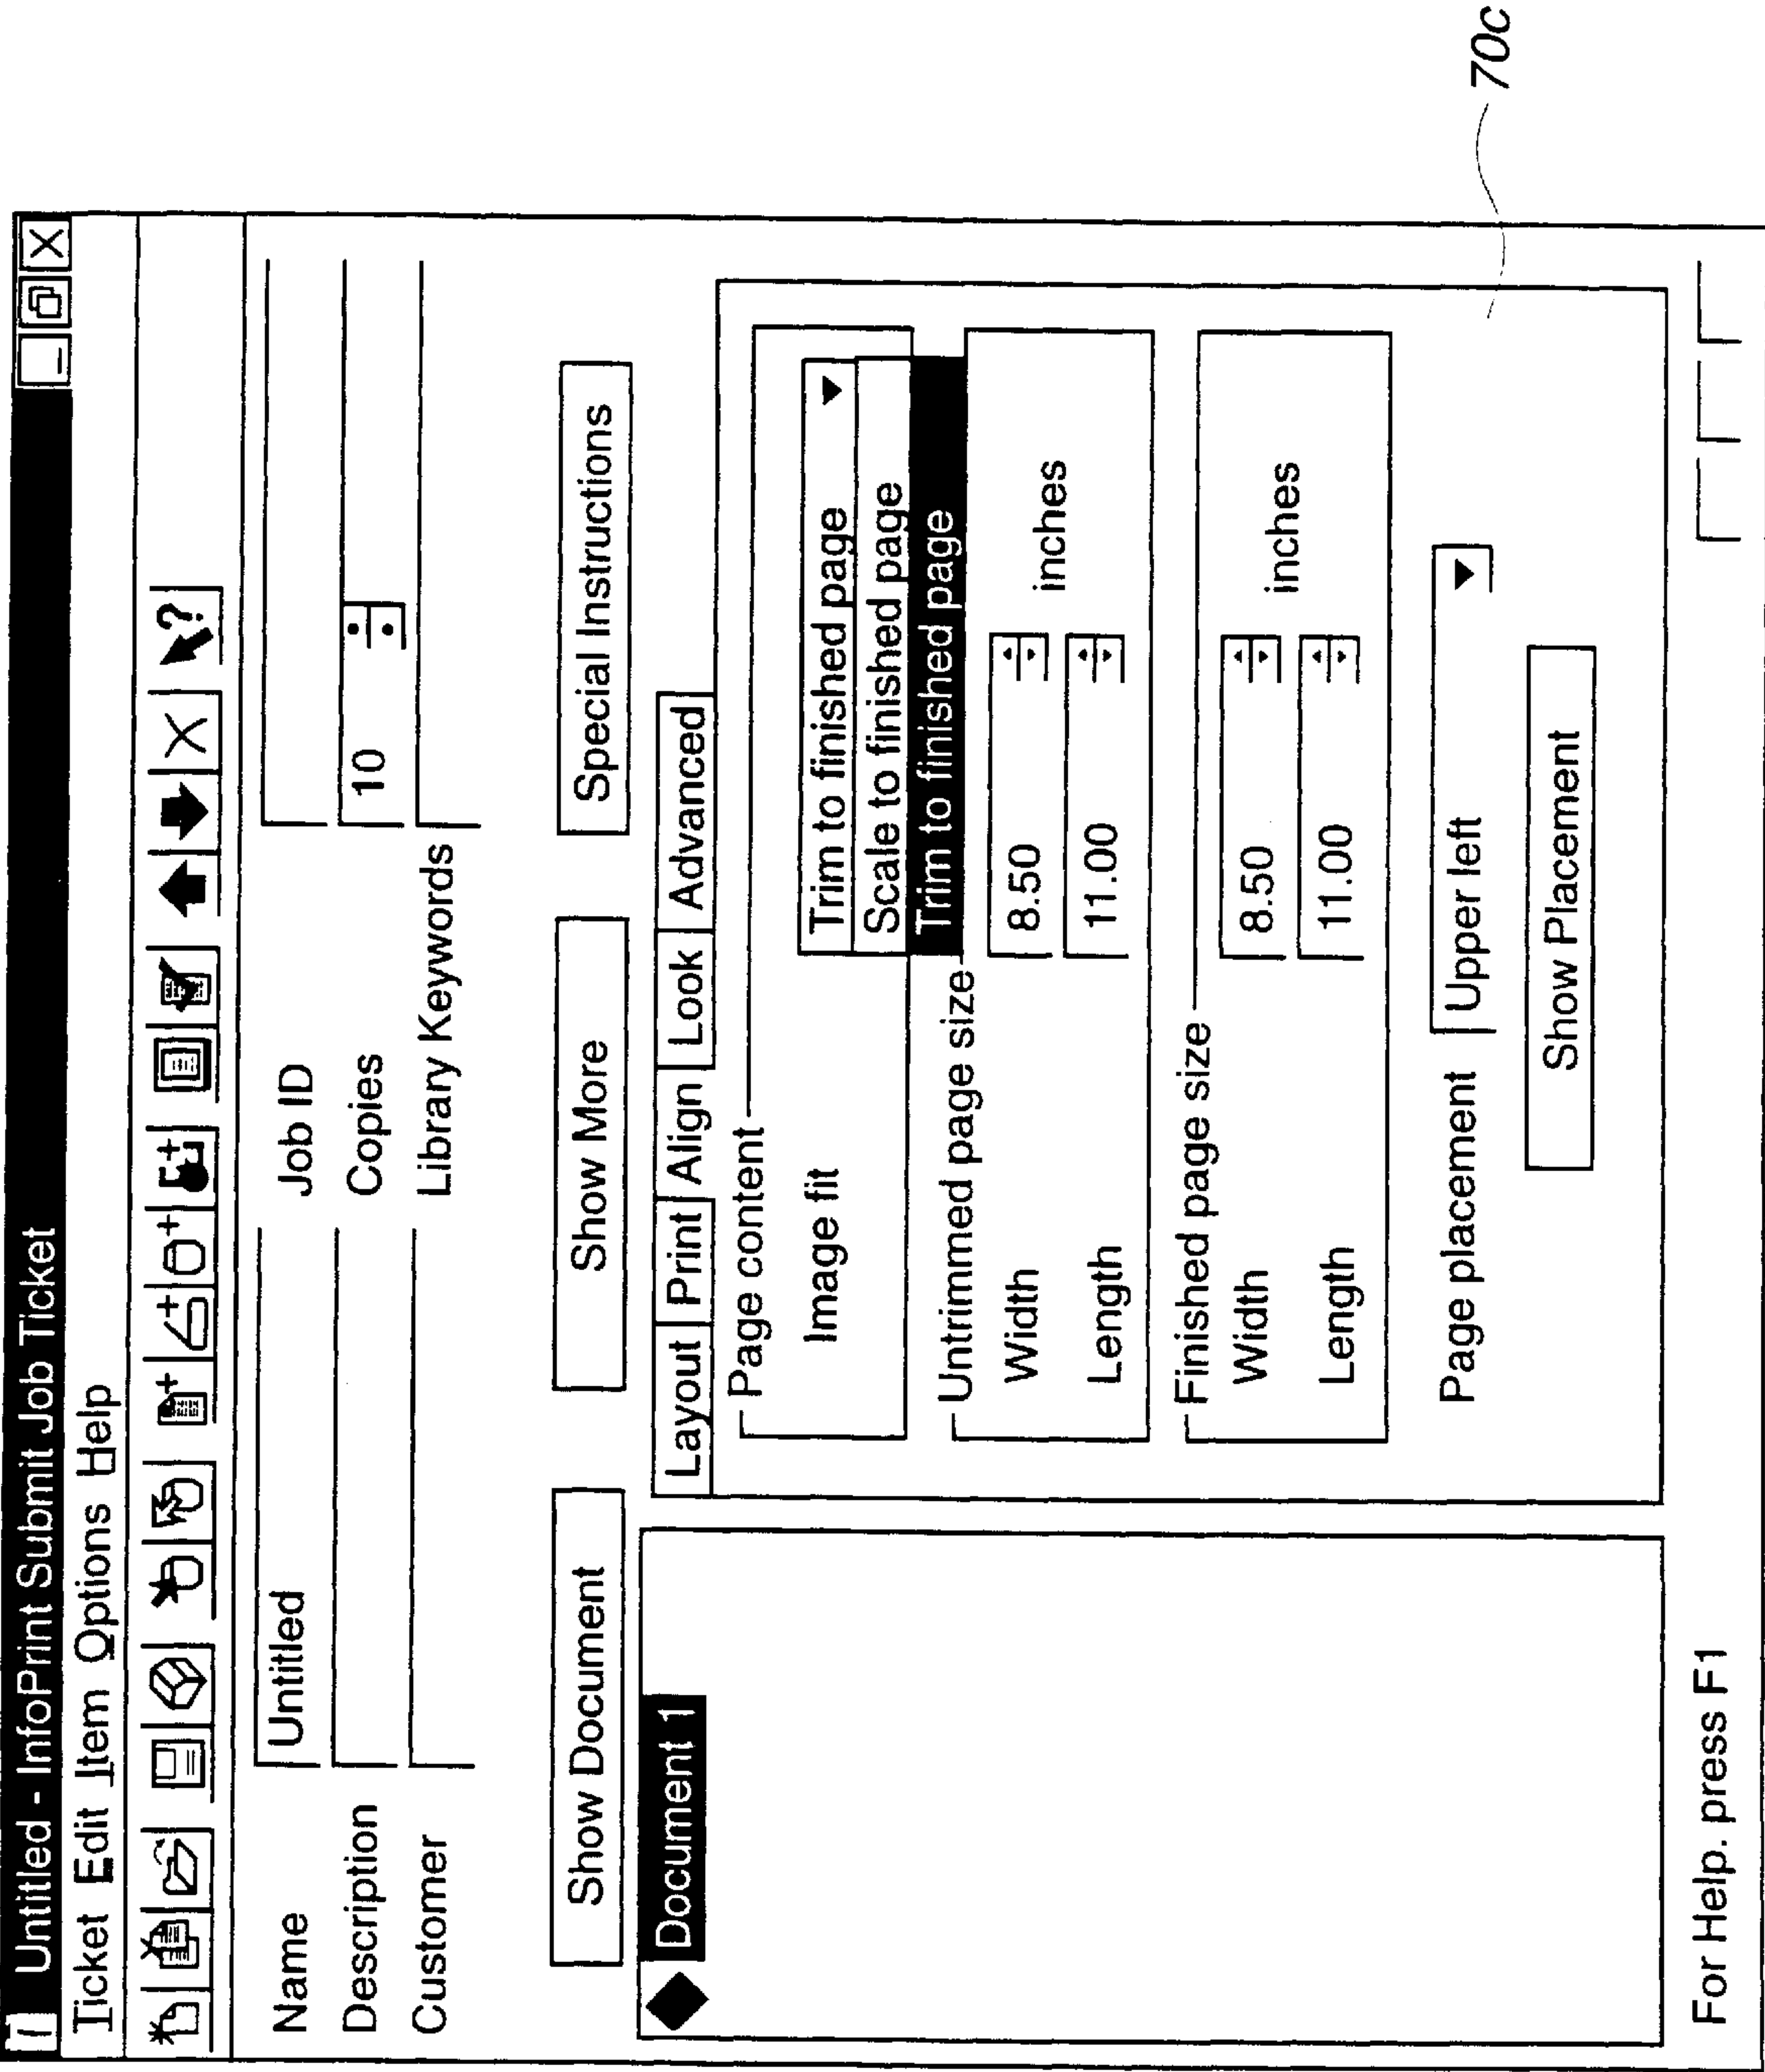 Untitled - InfoPrint Submit Job Ticket
Ticket Edit Item Options Help
Name Untitled Job ID
Description Copies 10
Customer Library Keywords
Show Document Show More Special Instructions
Document 1
Layout Print Align Look Advanced
Page content
Image fit Trim to finished page
Scale to finished page
Trim to finished page
Untrimmed page size
Width 8.50 inches
Length 11.00
Finished page size
Width 8.50 inches
Length 11.00
Page placement Upper left
Show Placement
For Help. press F1
70c